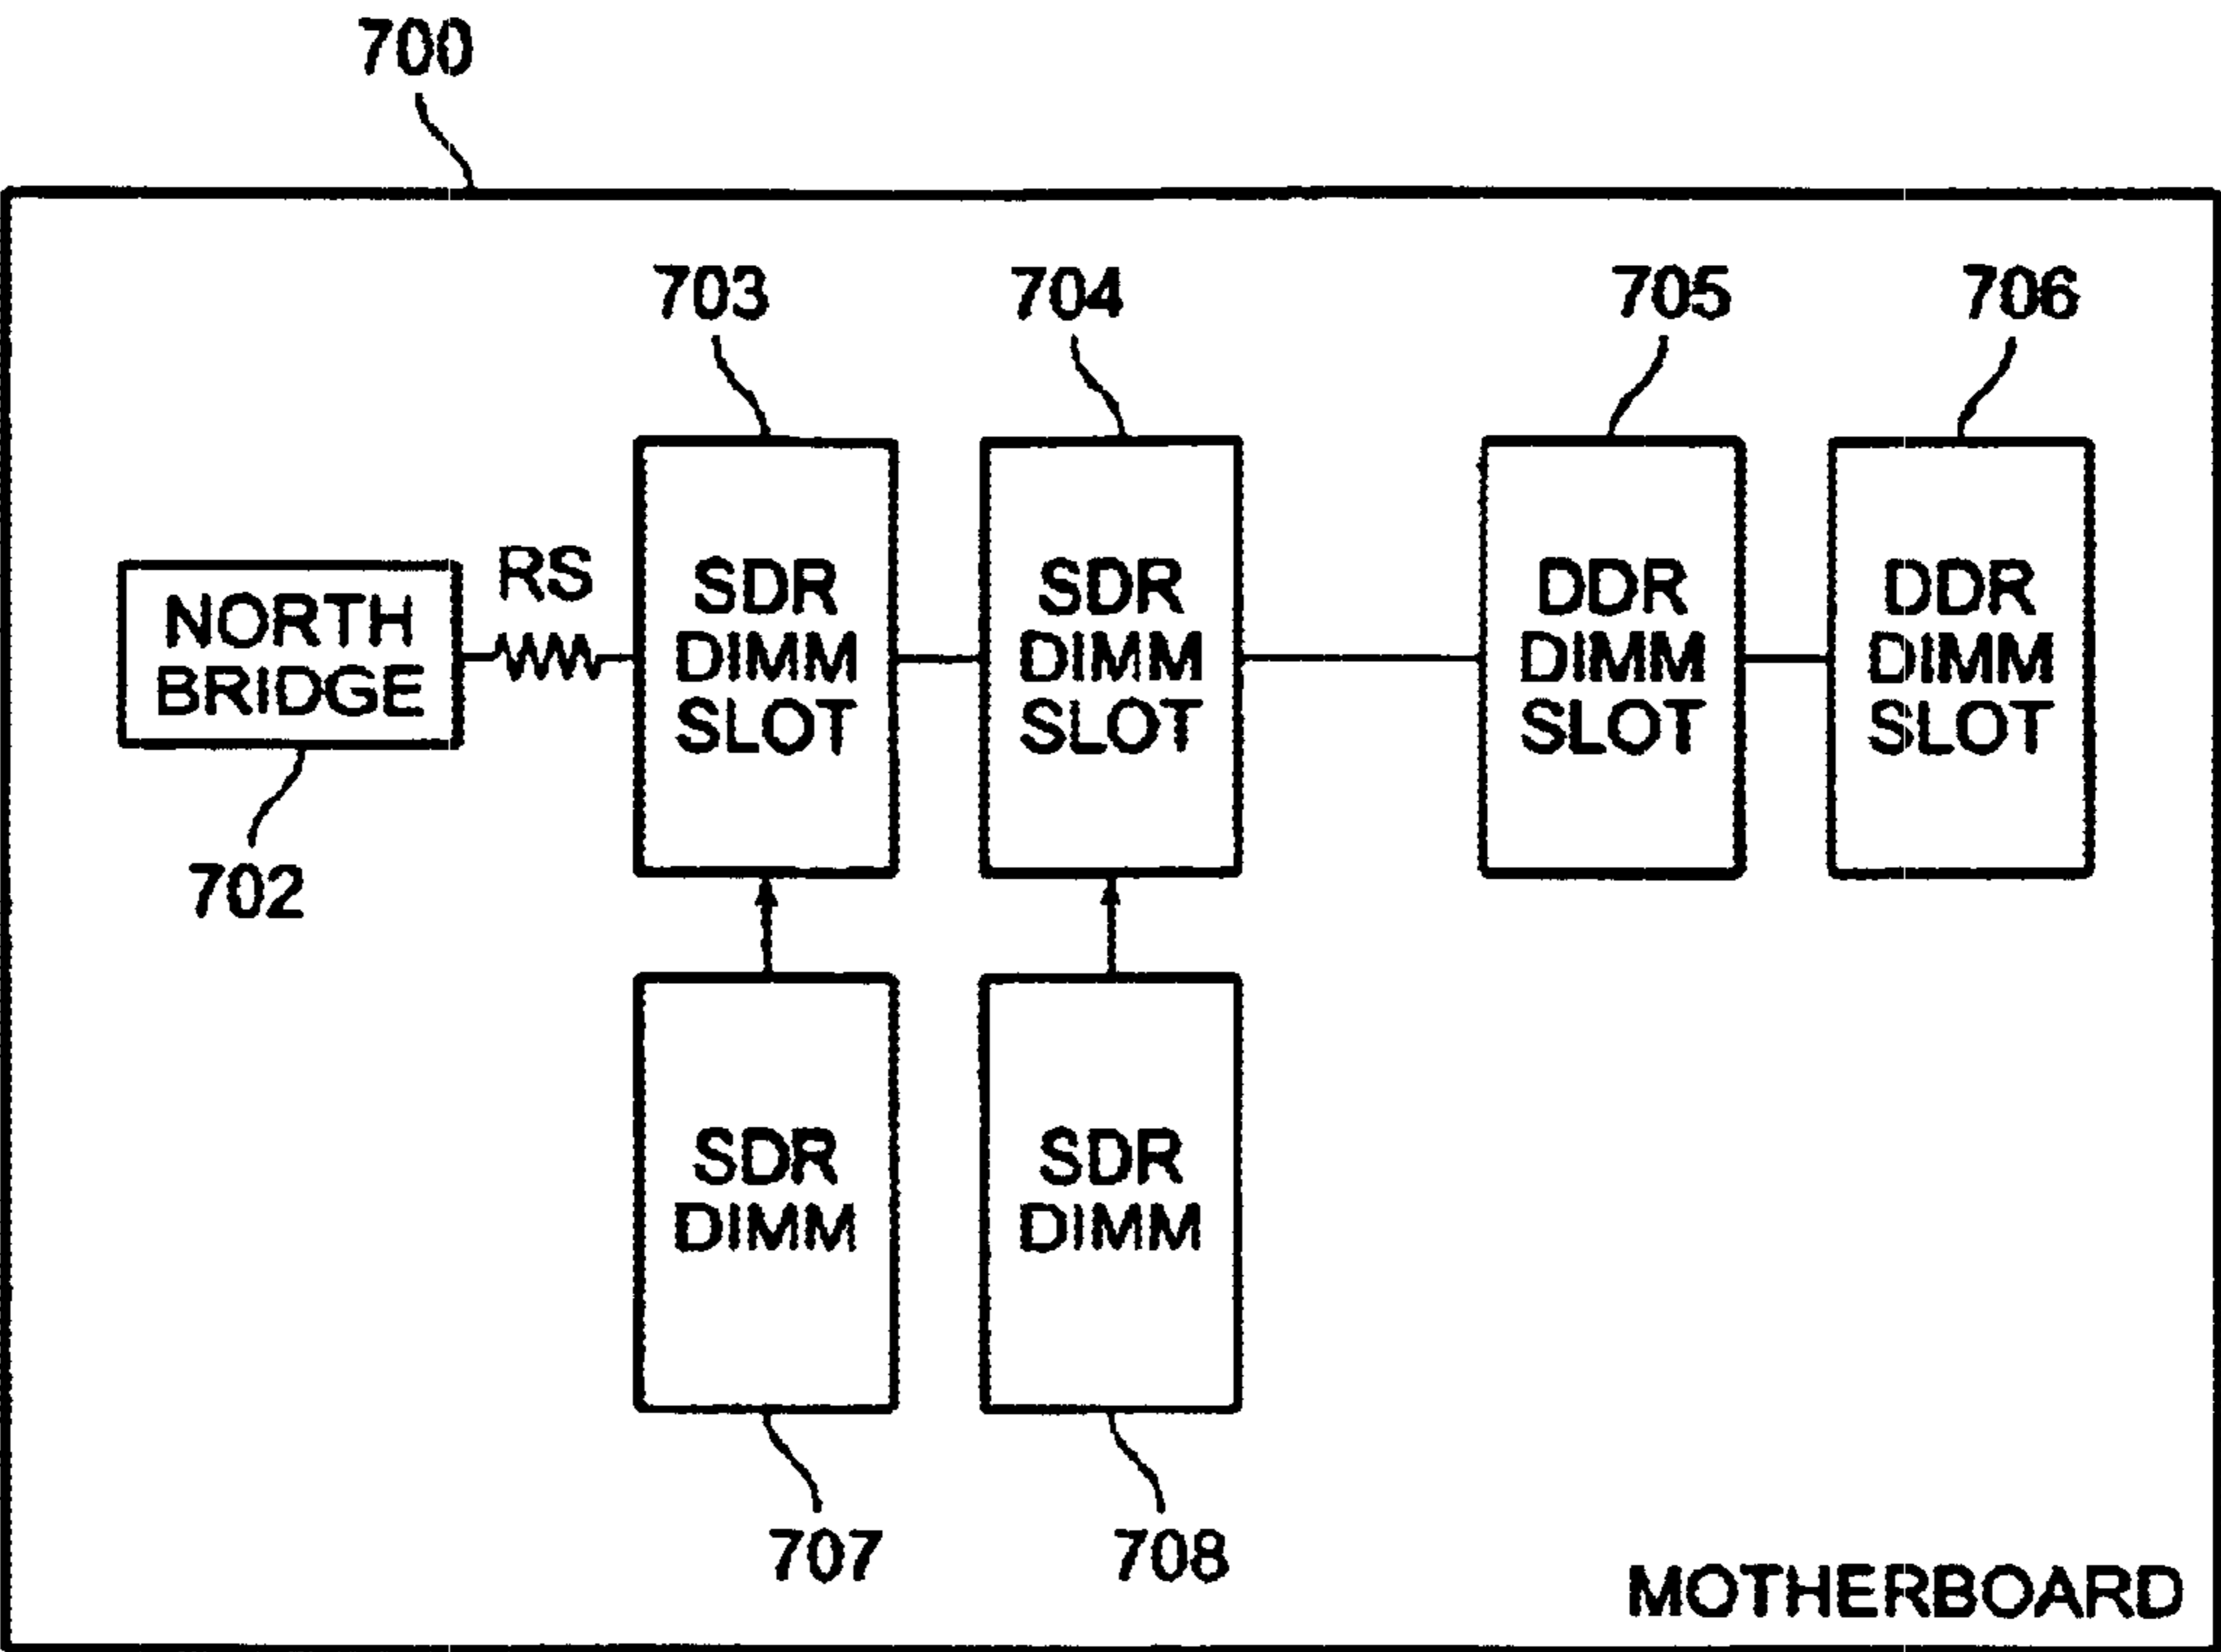 700
703
704
705
706
RS
NORTH
BRIDGE
SDR
DIMM
SLOT
SDR
DIMM
SLOT
DDR
DIMM
SLOT
DDR
DIMM
SLOT
702
SDR
DIMM
SDR
DIMM
707
708
MOTHERBOARD